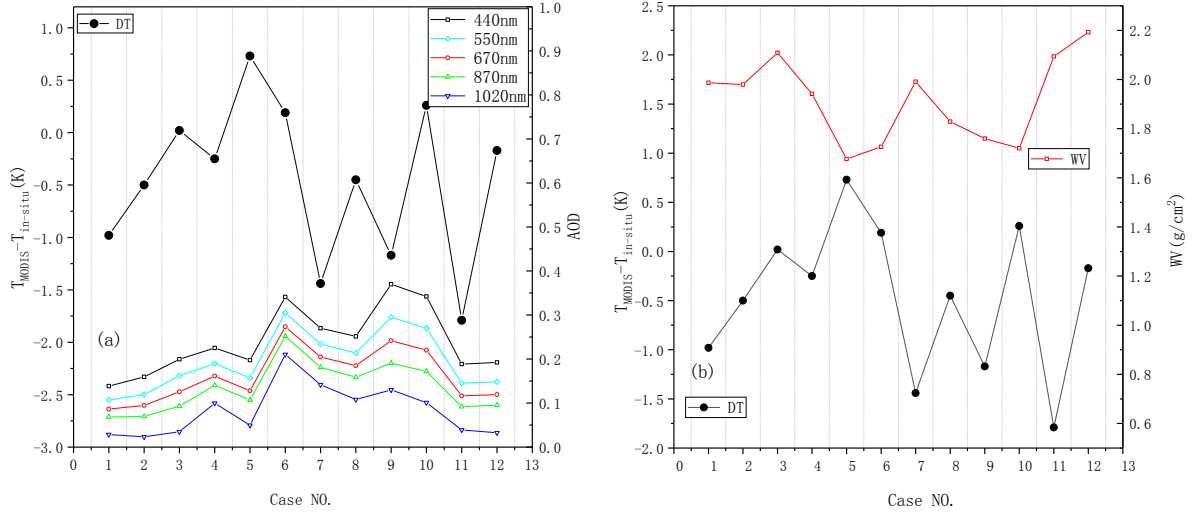 DT
440nm
550nm
670nm
870nm
1020nm
1.0
0.5
0.0
−0.5
−1.0
−1.5
−2.0
−2.5
−3.0
T_MODIS−T_in-situ(K)
1.0
0.9
0.8
0.7
0.6
0.5
0.4
0.3
0.2
0.1
0.0
AOD
(a)
0 1 2 3 4 5 6 7 8 9 10 11 12 13
Case NO.
2.5
2.0
1.5
1.0
0.5
0.0
−0.5
−1.0
−1.5
−2.0
T_MODIS−T_in-situ(K)
2.2
2.0
1.8
1.6
1.4
1.2
1.0
0.8
0.6
WV(g/cm²)
WV
(b)
DT
0 1 2 3 4 5 6 7 8 9 10 11 12 13
Case NO.